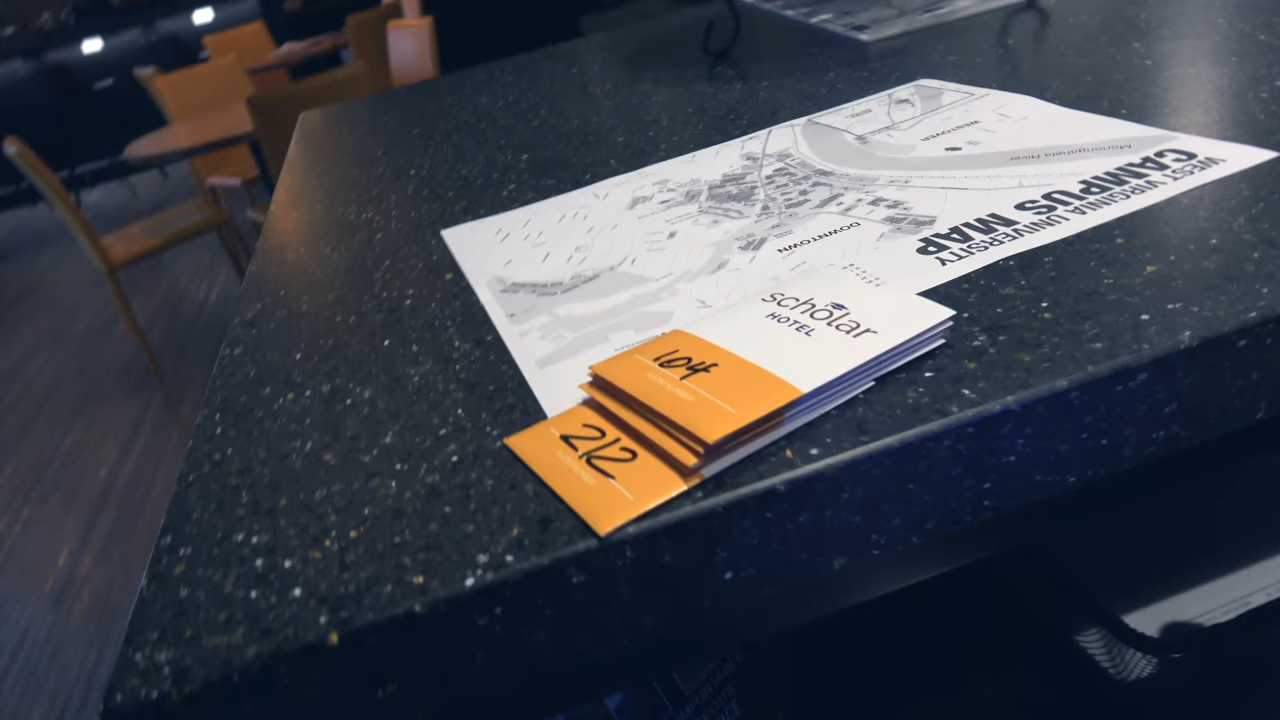 WEST VIRGINIA UNIVERSITY
CAMPUS MAP
Monongahela River
WESTOVER
DOWNTOWN
scholar
HOTEL
104
212